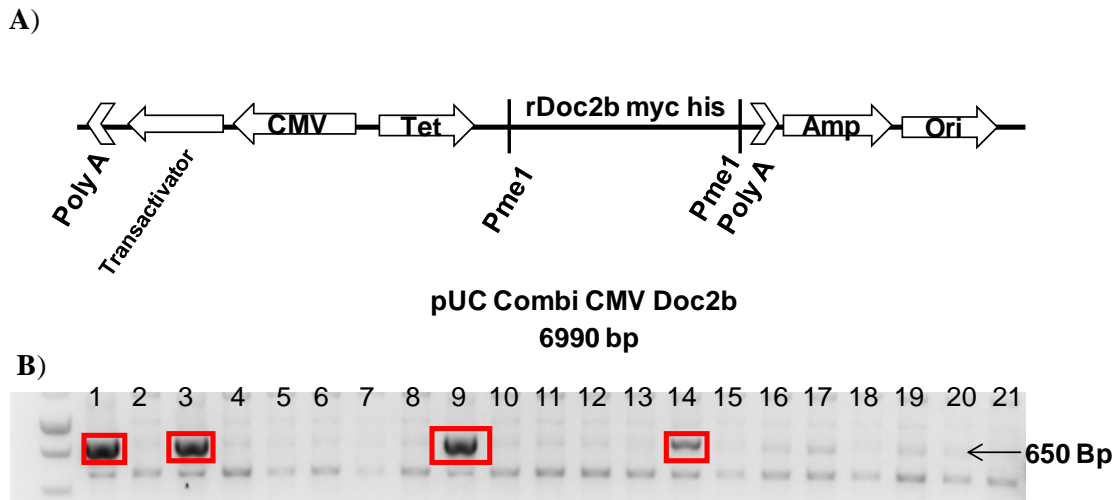 A)
CMV
Tet
rDoc2b myc his
Amp
Ori
Poly A
Transactivator
Pme1
Pme1
Poly A
pUC Combi CMV Doc2b
6990 bp
B)
1 2 3 4 5 6 7 8 9 10 11 12 13 14 15 16 17 18 19 20 21
650 Bp